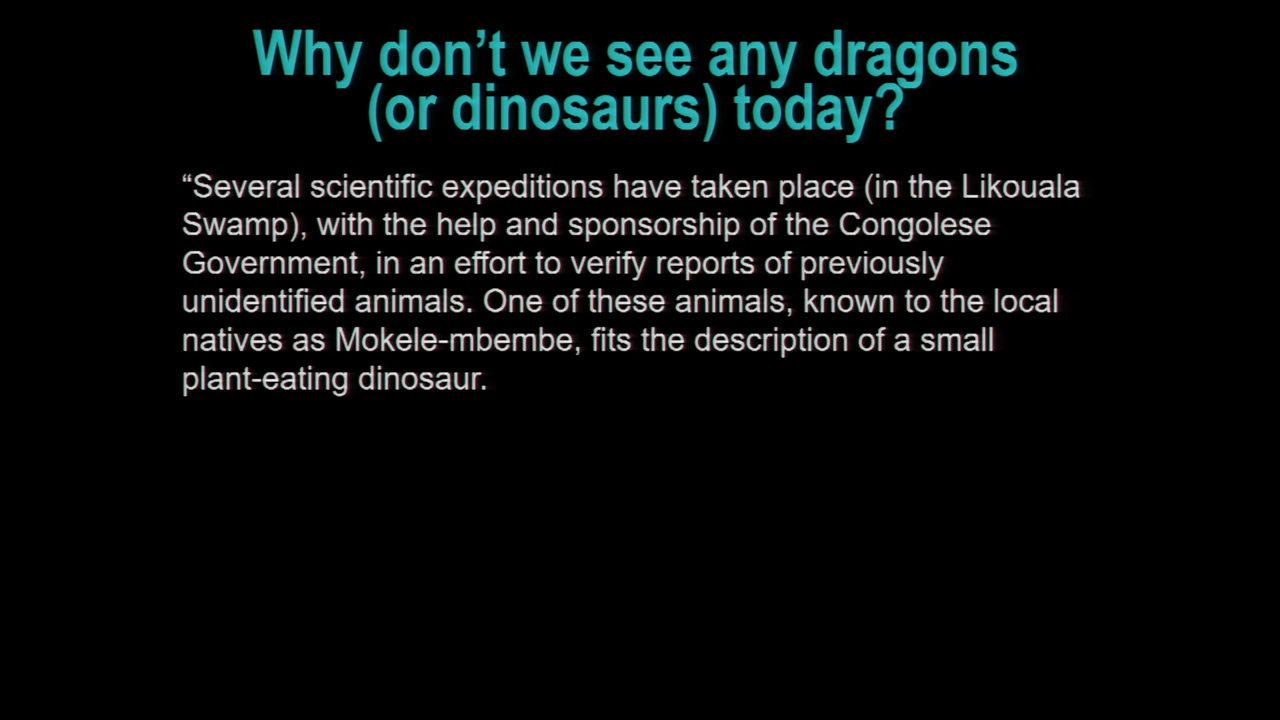 Why don’t we see any dragons
(or dinosaurs) today?
“Several scientific expeditions have taken place (in the Likouala
Swamp), with the help and sponsorship of the Congolese
Government, in an effort to verify reports of previously
unidentified animals. One of these animals, known to the local
natives as Mokele-mbembe, fits the description of a small
plant-eating dinosaur.